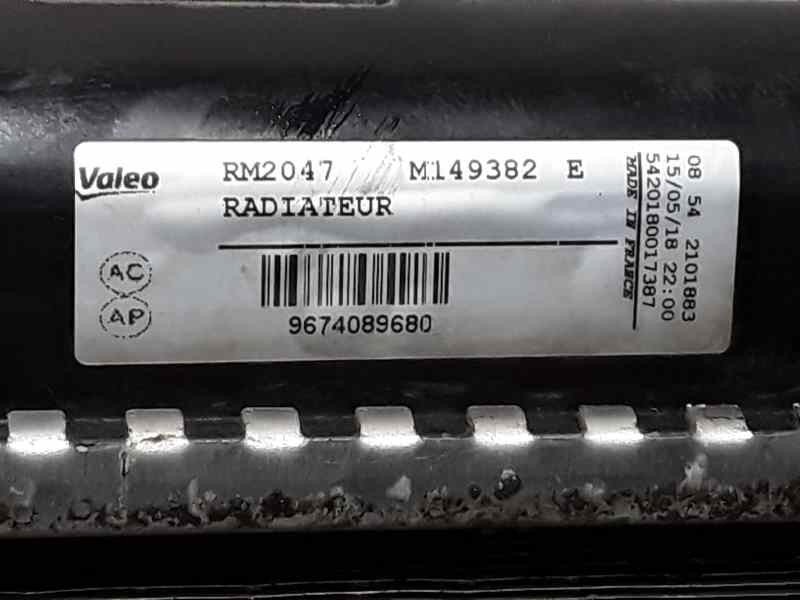 Valeo
RM2047 M149382 E
RADIATEUR
AC
AP
9674089680
08 54 2101883
15/05/18 22:00
5420180017387
MADE IN FRANCE